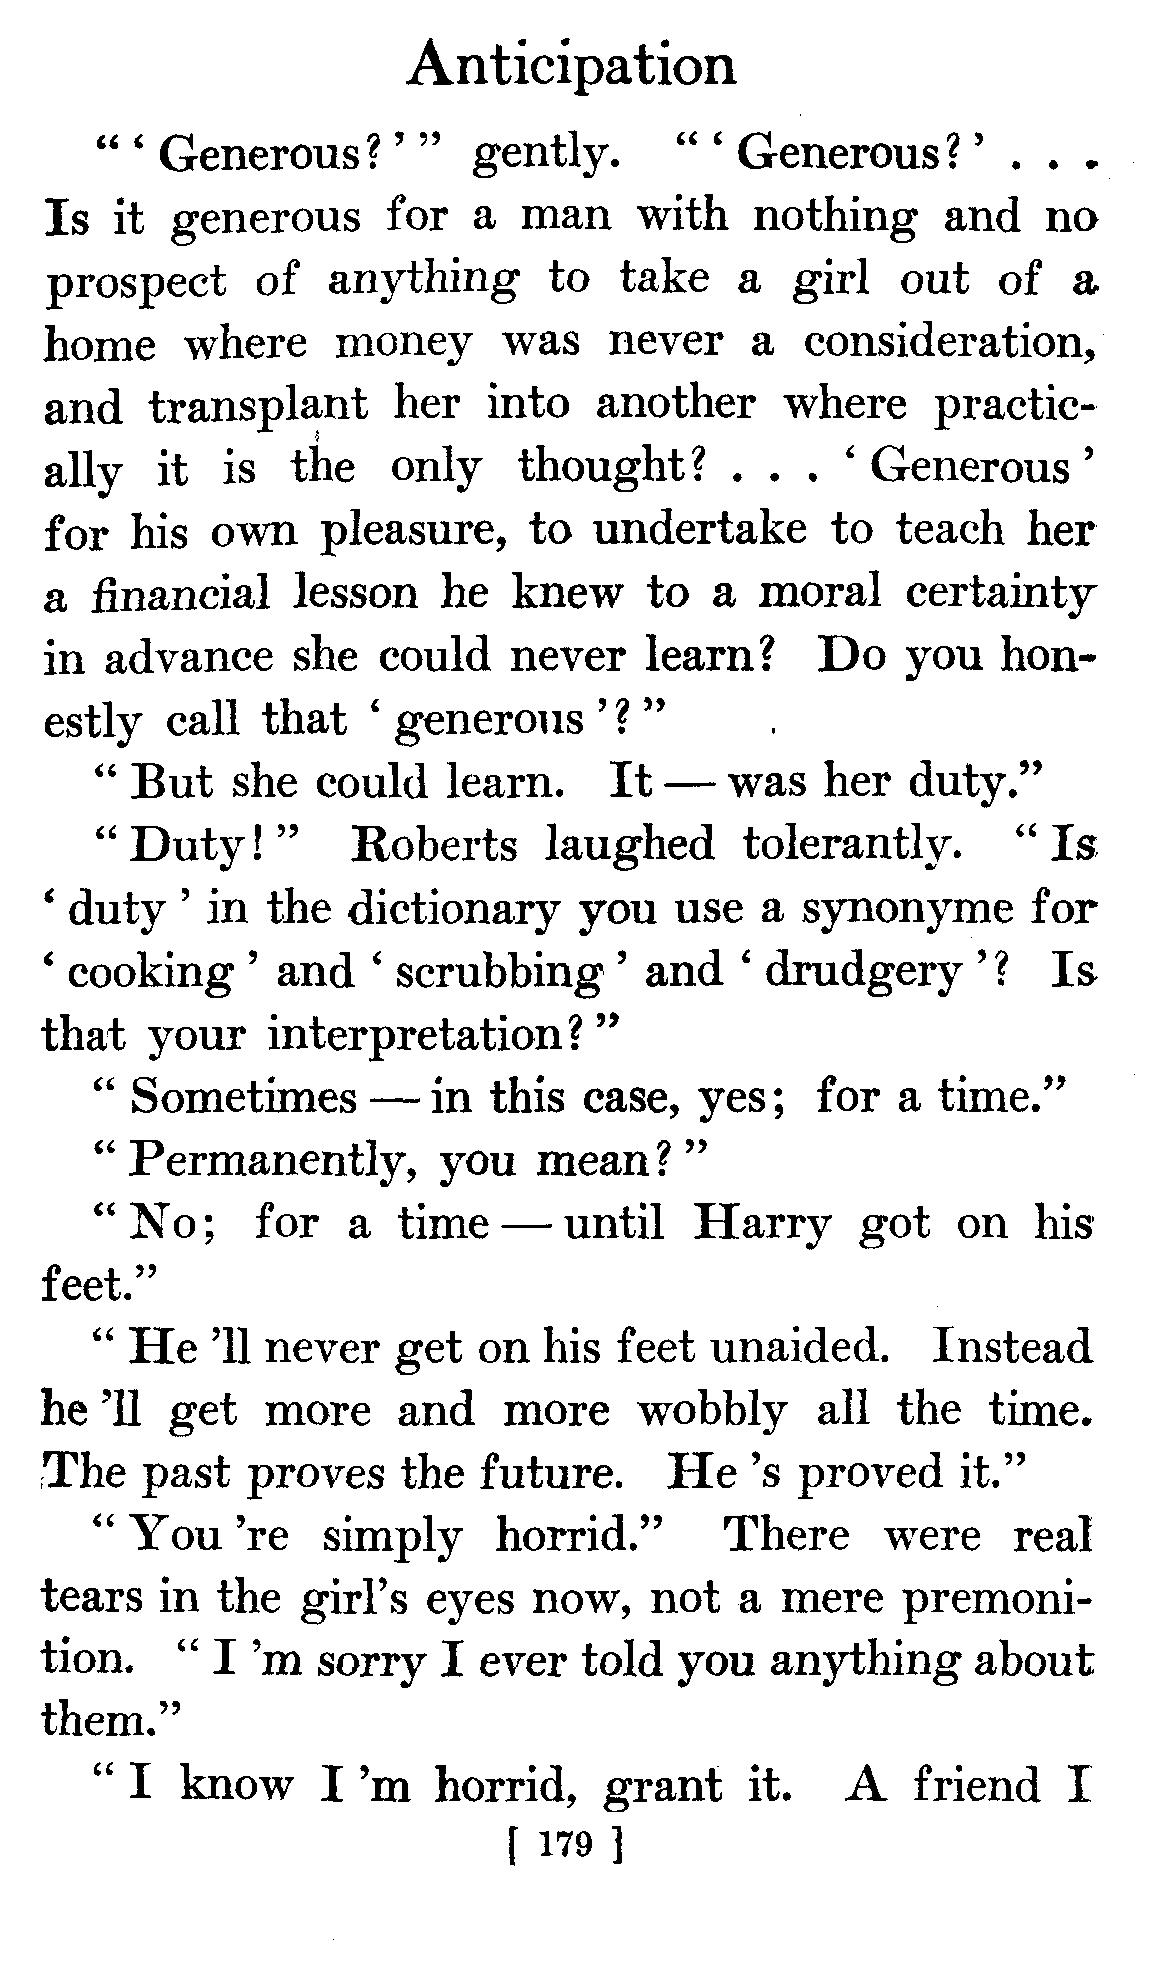 Anticipation
“ ‘ Generous? ’ ” gently. “ ‘ Generous? ’ . . .
Is it generous for a man with nothing and no
prospect of anything to take a girl out of a
home where money was never a consideration,
and transplant her into another where practic-
ally it is the only thought? . . . ‘ Generous ’
for his own pleasure, to undertake to teach her
a financial lesson he knew to a moral certainty
in advance she could never learn? Do you hon-
estly call that ‘ generous ’? ”
“ But she could learn. It — was her duty.”
“ Duty! ” Roberts laughed tolerantly. “ Is
‘ duty ’ in the dictionary you use a synonyme for
‘ cooking ’ and ‘ scrubbing ’ and ‘ drudgery ’? Is
that your interpretation? ”
“ Sometimes — in this case, yes; for a time.”
“ Permanently, you mean? ”
“ No; for a time — until Harry got on his
feet.”
“ He ’ll never get on his feet unaided. Instead
he ’ll get more and more wobbly all the time.
The past proves the future. He ’s proved it.”
“ You ’re simply horrid.” There were real
tears in the girl’s eyes now, not a mere premoni-
tion. “ I ’m sorry I ever told you anything about
them.”
“ I know I ’m horrid, grant it. A friend I
[ 179 ]